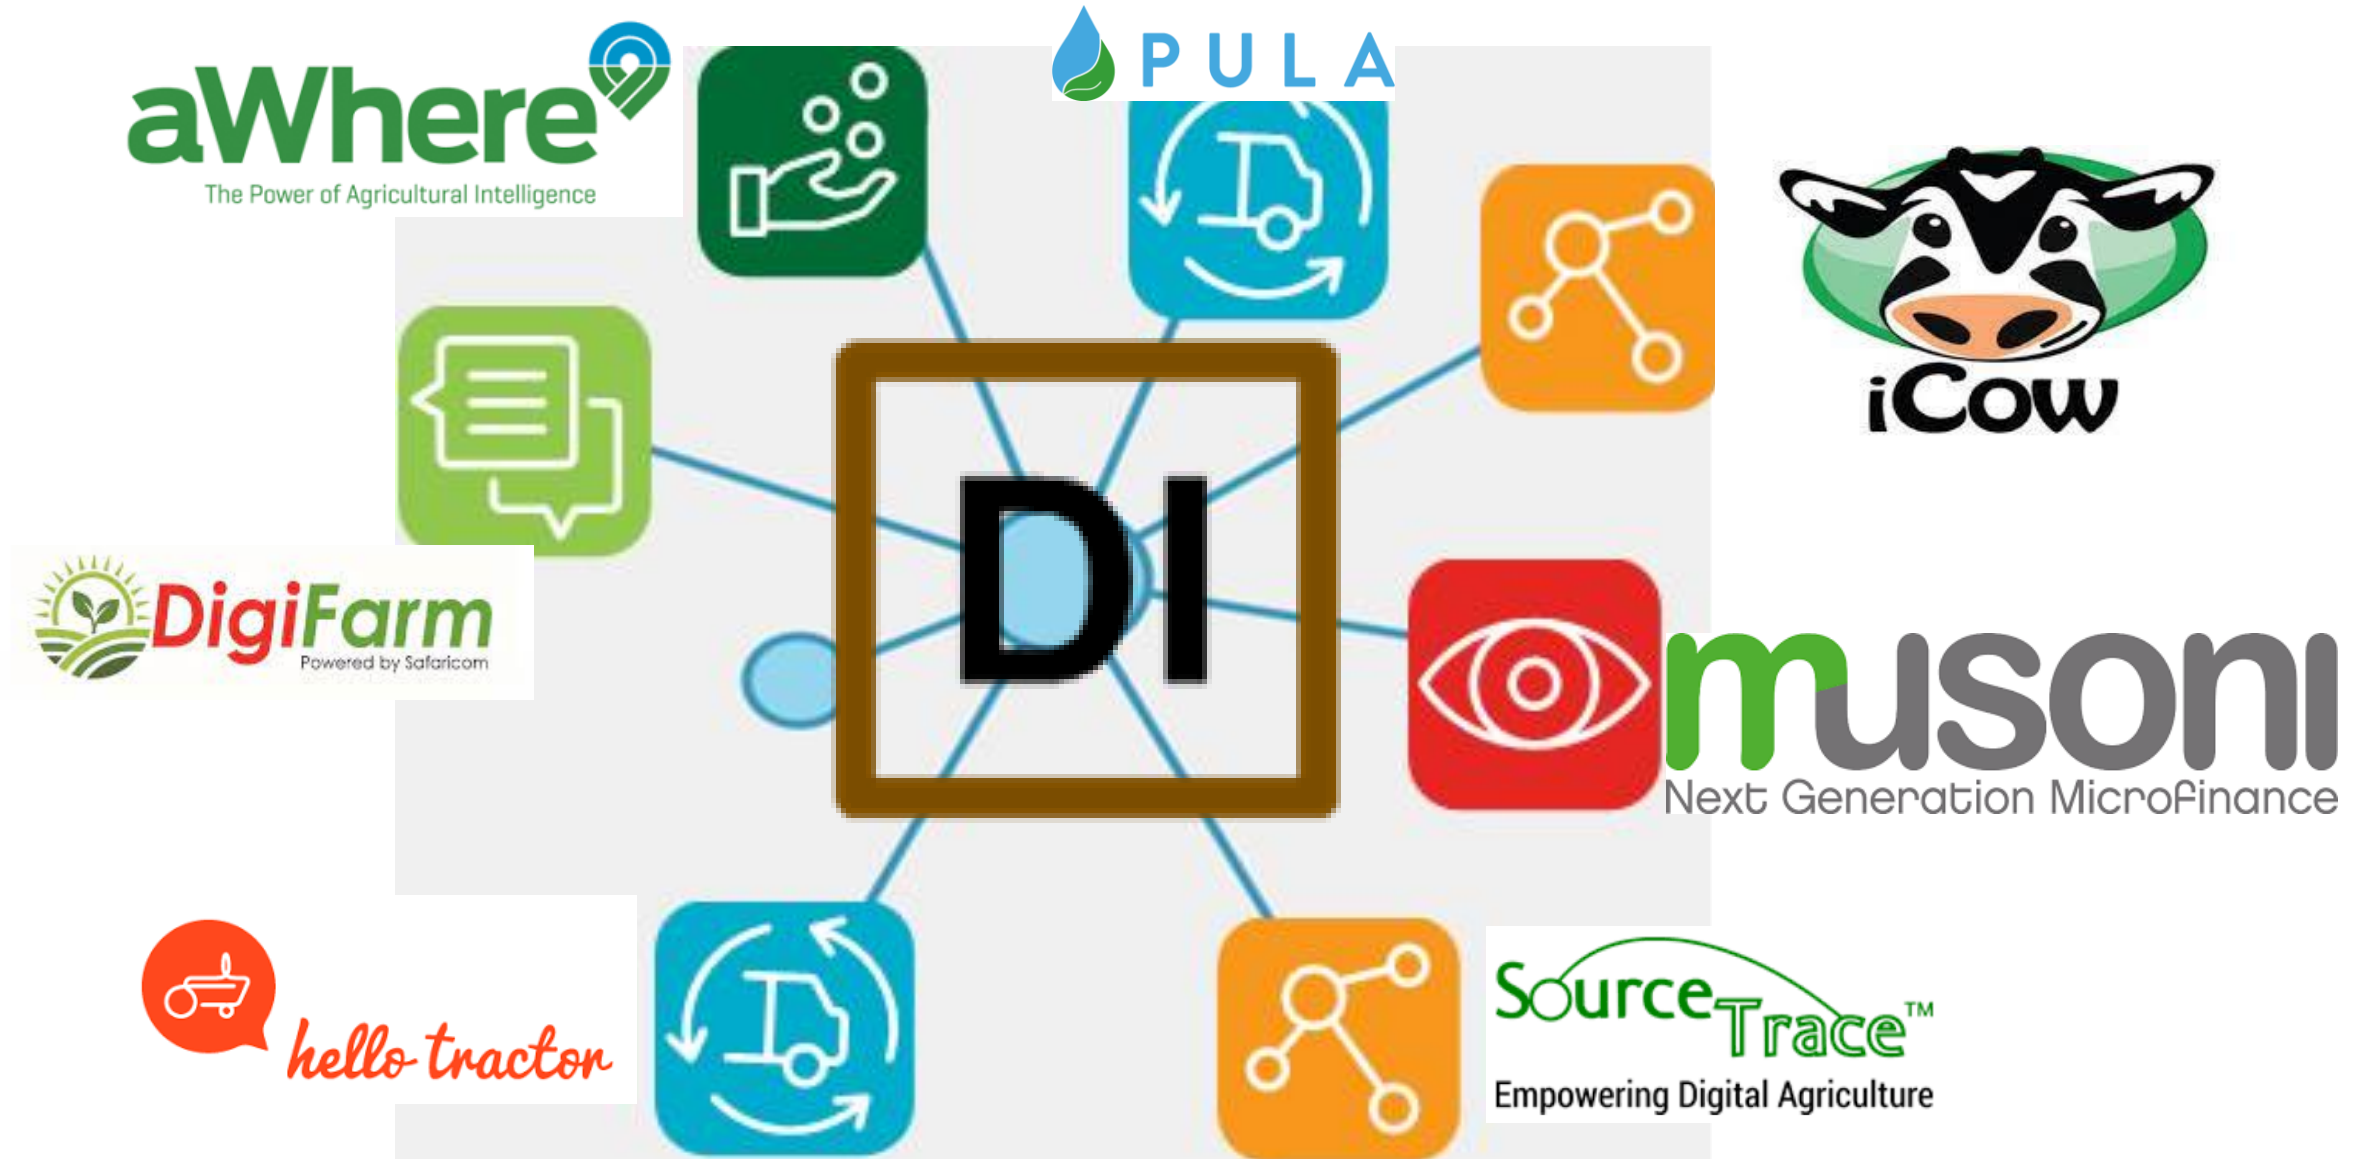 aWhere
The Power of Agricultural Intelligence
PULA
iCow
DI
DigiFarm
Powered by Safaricom
musoni
Next Generation Microfinance
hello tractor
SourceTrace™
Empowering Digital Agriculture